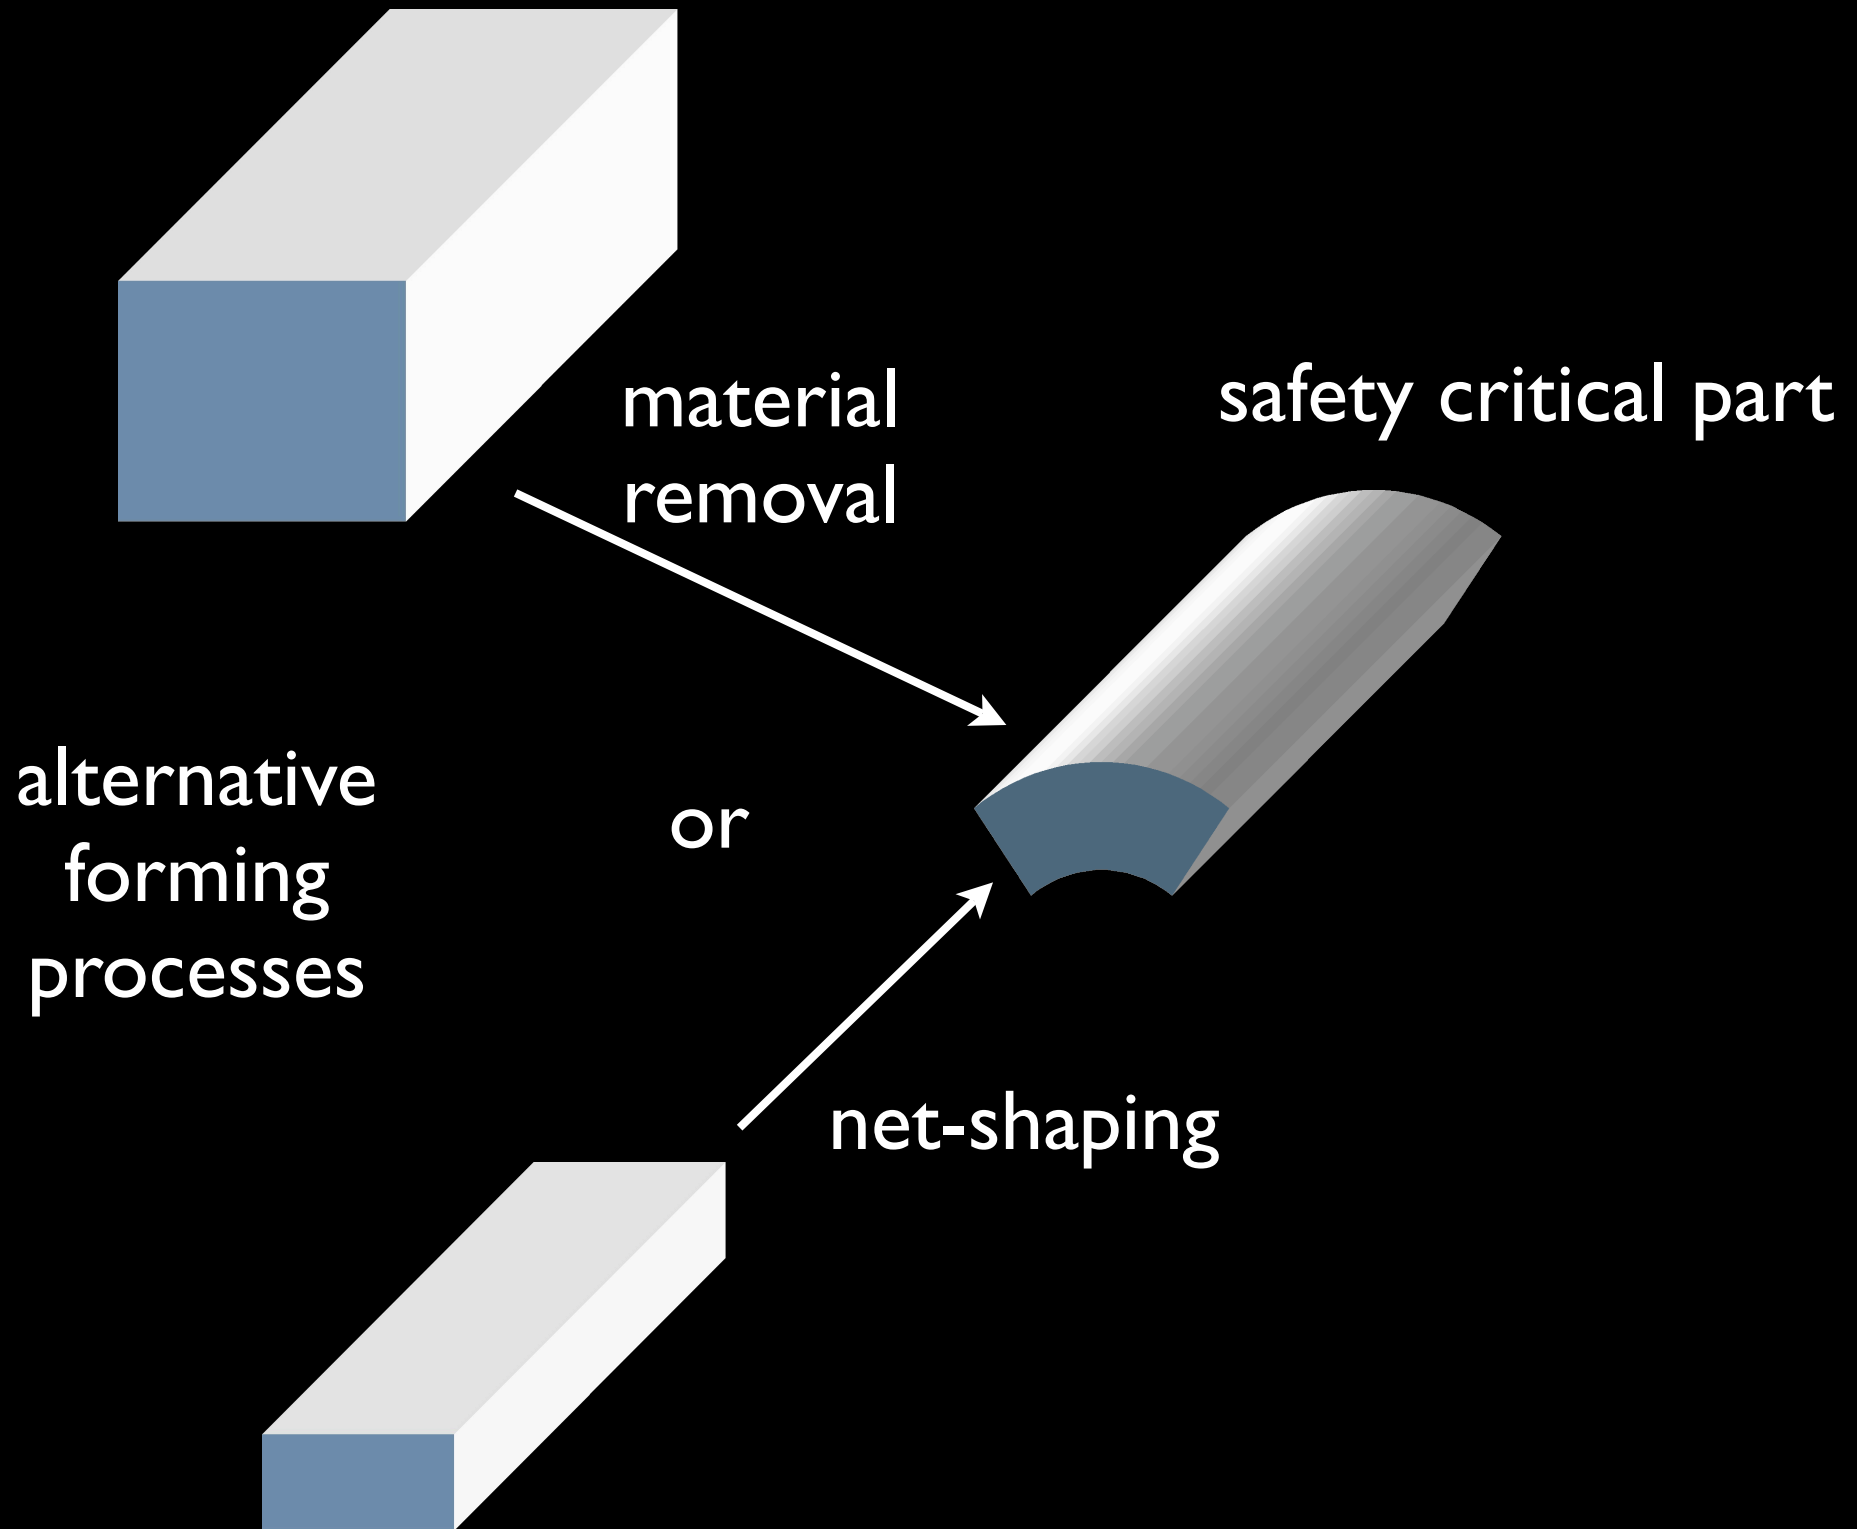 material
removal
safety critical part
alternative
forming
processes
or
net-shaping